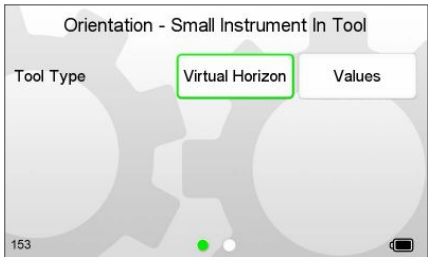 Orientation - Small Instrument In Tool
Tool Type Virtual Horizon Values
153